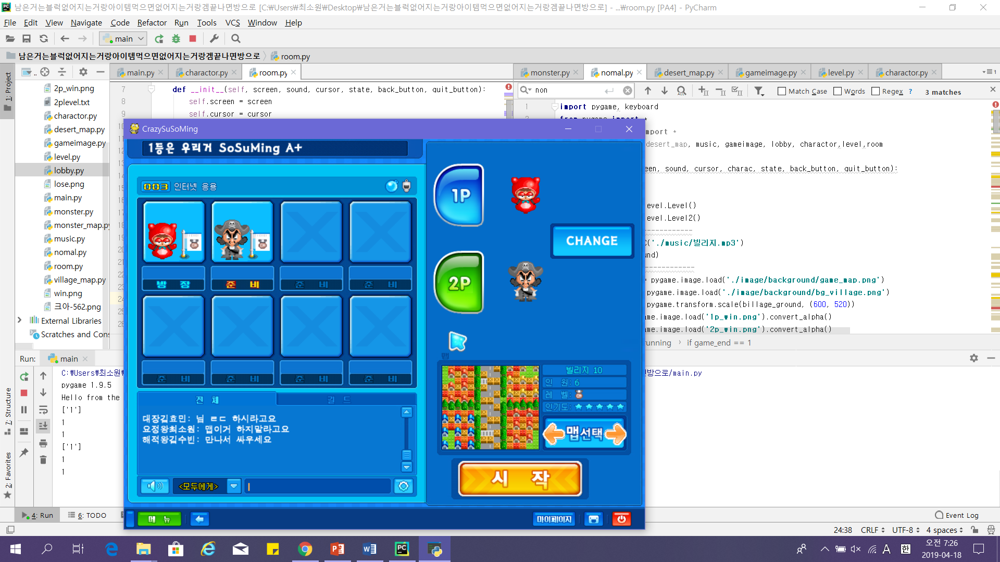 남은거는블럭없어지는거랑아이템먹으면없어지는거랑겜끝나면방으로 [C:₩Users₩최소원₩Desktop₩남은거는블럭없어지는거랑아이템먹으면없어지는거랑겜끝나면방으로] - ...₩room.py [PA4] - PyCharm
File Edit View Navigate Code Refactor Run Tools VCS Window Help
main
남은거는블럭없어지는거랑아이템먹으면없어지는거랑겜끝나면방으로 room.py
1: Project
main.py charactor.py room.py
monster.py nomal.py desert_map.py gameimage.py level.py charactor.py
1
non
Match Case Words Regex ? 3 matches
2p_win.png
2plevel.txt
charactor.py
desert_map.py
gameimage.py
level.py
lobby.py
lose.png
main.py
monster.py
monster_map.py
music.py
nomal.py
room.py
village_map.py
win.png
크아-562.png
External Libraries
Scratches and Cons
7 def __init__(self, screen, sound, cursor, state, back_button, quit_button):
8 self.screen = screen
9 self.cursor = cursor
1 import pygame, keyboard
from pygame import *
mport *
desert_map, music, gameimage, lobby, charactor,level,room
een, sound, cursor, charac, state, back_button, quit_button):
evel.Level()
evel.Level2()
C('./music/빌리지.mp3')
und)
= pygame.image.load('./image/background/game_map.png')
pygame.image.load('./image/background/bg_village.png')
pygame.transform.scale(billage_ground, (600, 520))
ame.image.load('1p_win.png').convert_alpha()
ame.image.load('2p_win.png').convert_alpha()
running if game_end == 1
CrazySuSoMing
1등은 우리거 SoSuMing A+
003 인터넷 응용
방 장 준 비 준 비 준 비
준 비 준 비 준 비 준 비
1P
CHANGE
2P
맵
빌리지 10
인 원: 6
레 벨:
인기도:
맵선택
시 작
전 체 길 드
대장김효민: 님 ㄹㄷ 하시라고요
요정왕최소원: 맵이거 하지말라고요
해적왕김수빈: 만나서 싸우세요
<모두에게>
메 뉴
마이페이지
Run: main
C:₩Users₩최소원₩
면방으로/main.py
pygame 1.9.5
Hello from the
['1']
1
1
['1']
1
1
7: Structure
2: Favorites
4: Run 6: TODO
Event Log
24:38 CRLF UTF-8 4 spaces
A 한
오전 7:26
2019-04-18